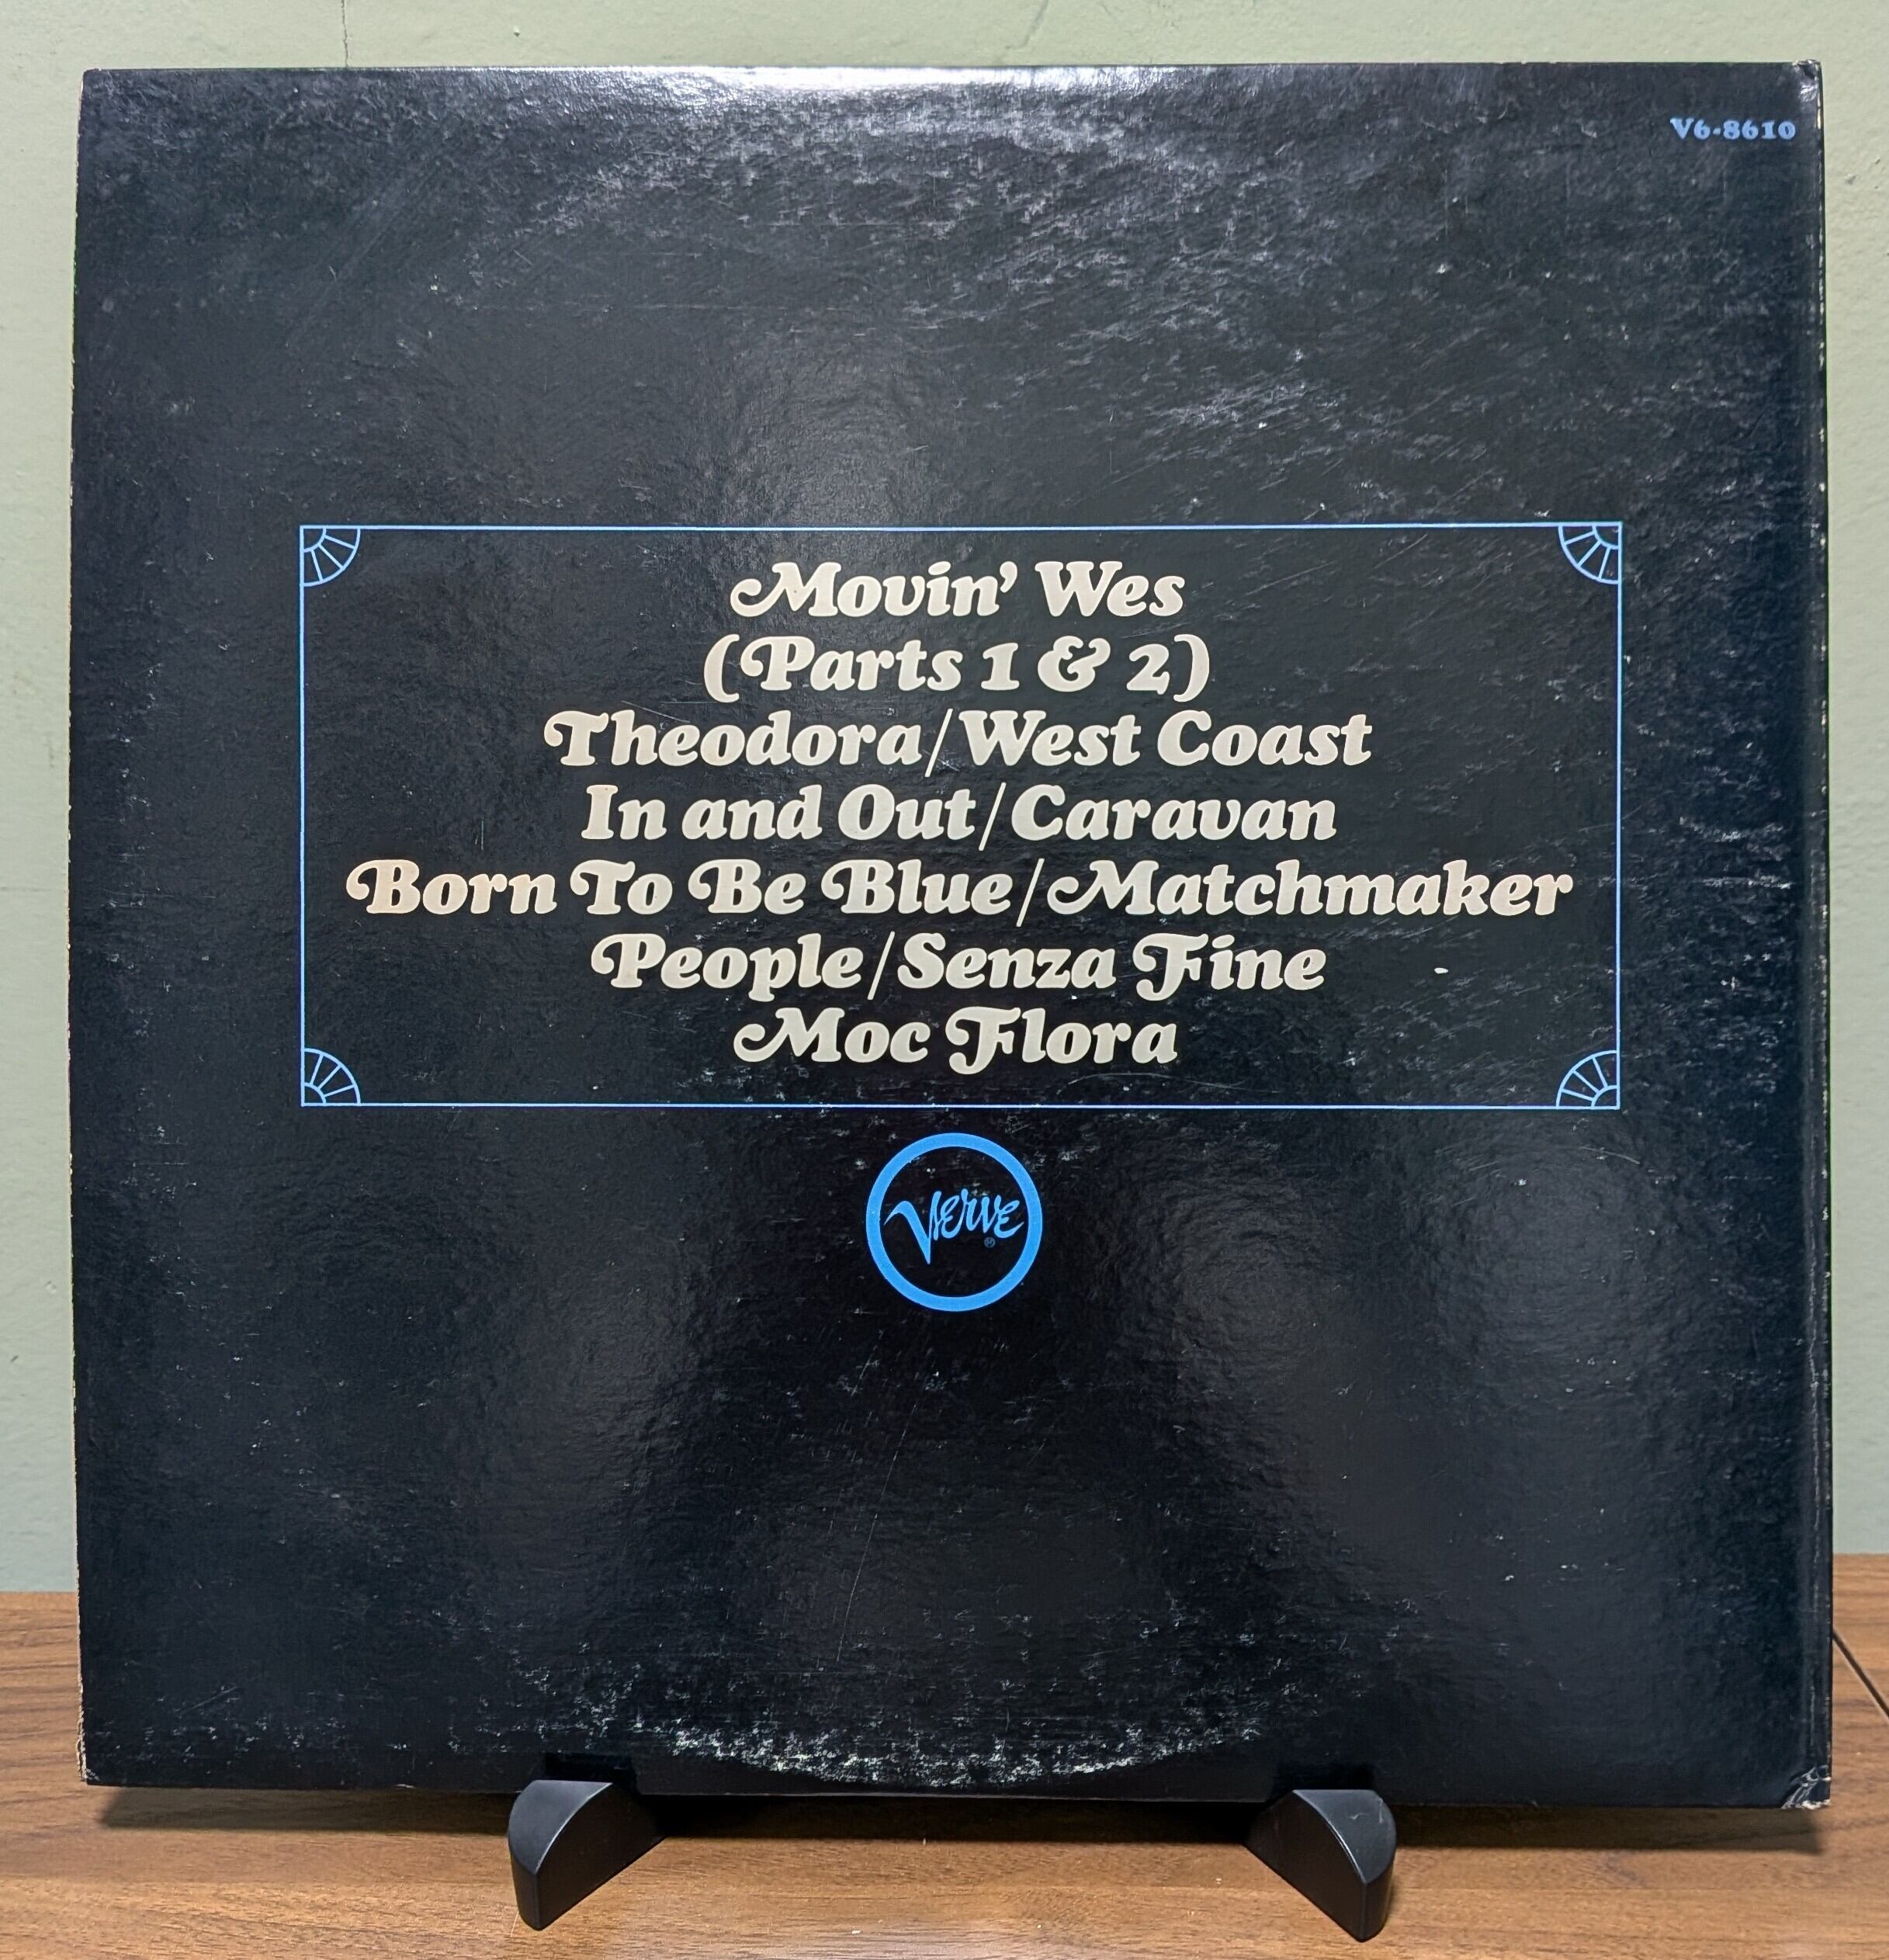 V6-8610
Movin' Wes
(Parts 1 & 2)
Theodora/West Coast
In and Out/Caravan
Born To Be Blue/Matchmaker
People/Senza Fine
Moc Flora
Verve